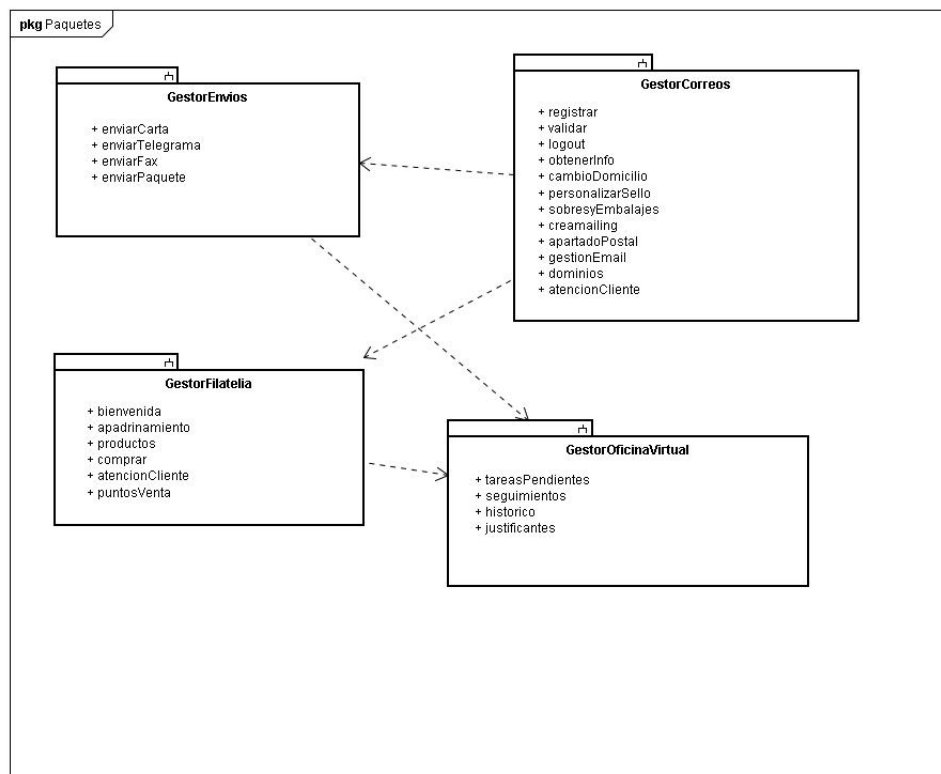 pkg Paquetes
GestorEnvios
+ enviarCarta
+ enviarTelegrama
+ enviarFax
+ enviarPaquete
GestorCorreos
+ registrar
+ validar
+ logout
+ obtenerInfo
+ cambioDomicilio
+ personalizarSello
+ sobresyEmbalajes
+ creamailing
+ apartadoPostal
+ gestionEmail
+ dominios
+ atencionCliente
GestorFilatelia
+ bienvenida
+ apadrinamiento
+ productos
+ comprar
+ atencionCliente
+ puntosVenta
GestorOficinaVirtual
+ tareasPendientes
+ seguimientos
+ historico
+ justificantes